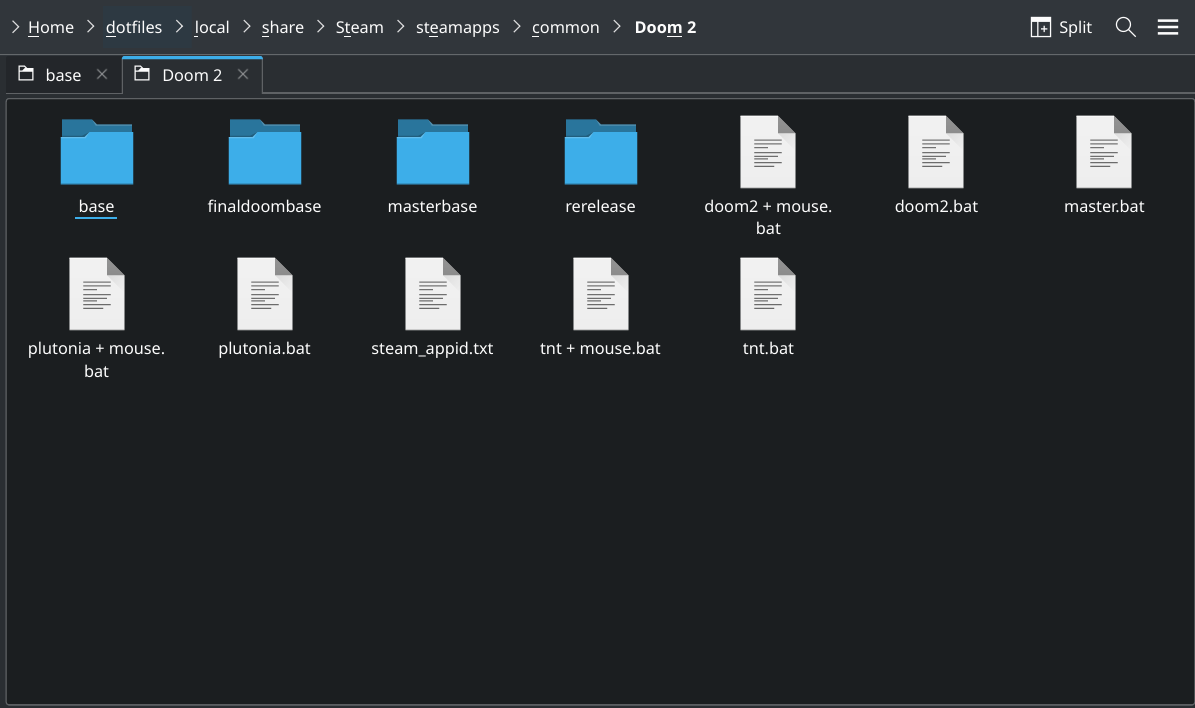 Home dotfiles local share Steam steamapps common Doom 2 Split
base Doom 2
base finaldoombase masterbase rerelease doom2 + mouse. doom2.bat master.bat
bat
plutonia + mouse. plutonia.bat steam_appid.txt tnt + mouse.bat tnt.bat
bat